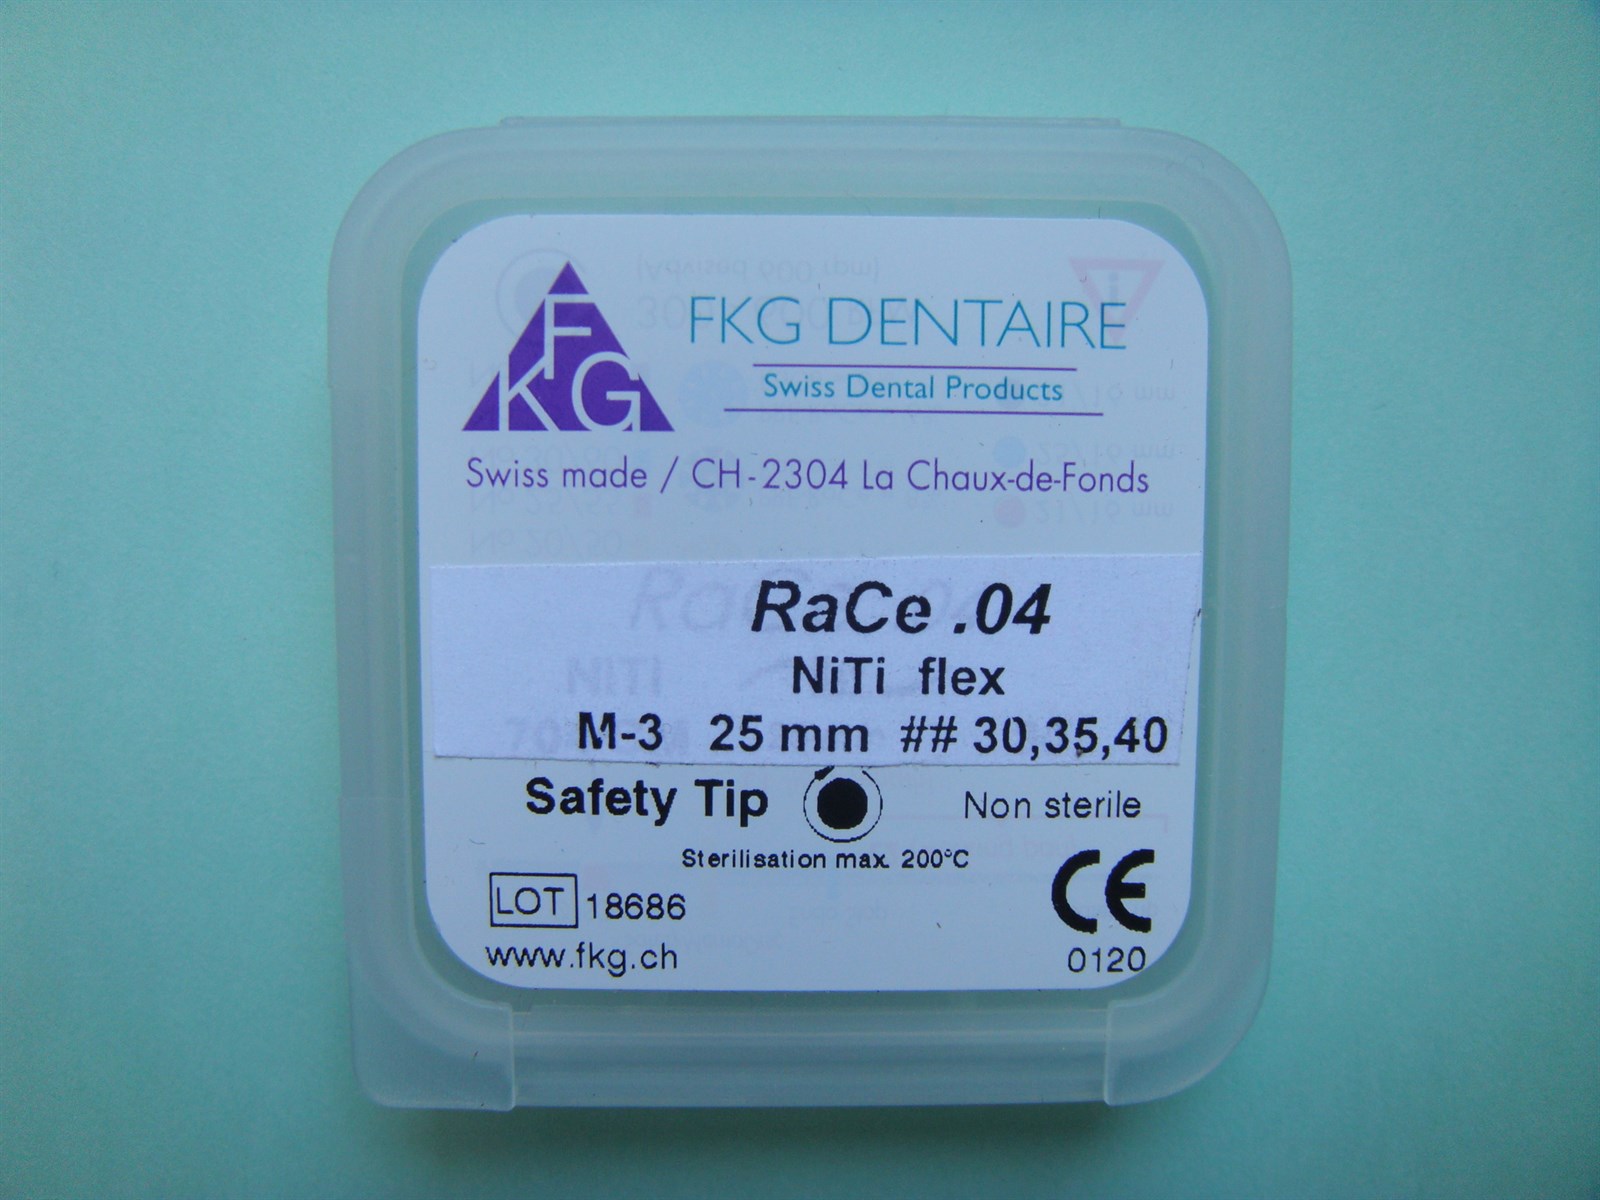 FKG
FKG DENTAIRE
Swiss Dental Products
Swiss made / CH-2304 La Chaux-de-Fonds
RaCe .04
NiTi flex
M-3 25 mm ## 30,35,40
Safety Tip Non sterile
Sterilisation max. 200°C
LOT 18686
CE
www.fkg.ch 0120